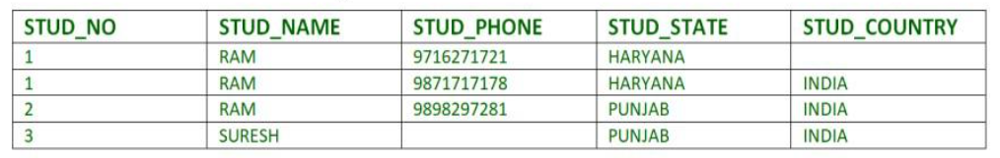 STUD_NO STUD_NAME STUD_PHONE STUD_STATE STUD_COUNTRY
1 RAM 9716271721 HARYANA
1 RAM 9871717178 HARYANA INDIA
2 RAM 9898297281 PUNJAB INDIA
3 SURESH PUNJAB INDIA